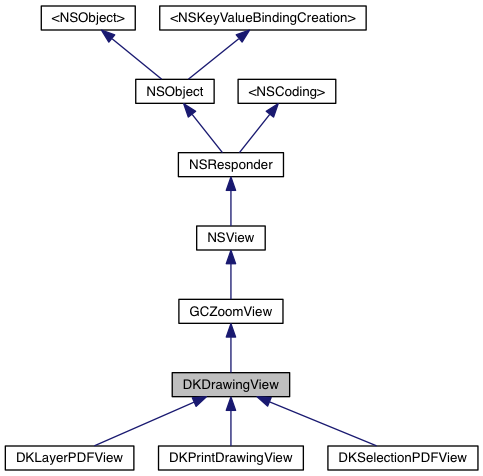 <NSObject> <NSKeyValueBindingCreation>
NSObject <NSCoding>
NSResponder
NSView
GCZoomView
DKDrawingView
DKLayerPDFView DKPrintDrawingView DKSelectionPDFView